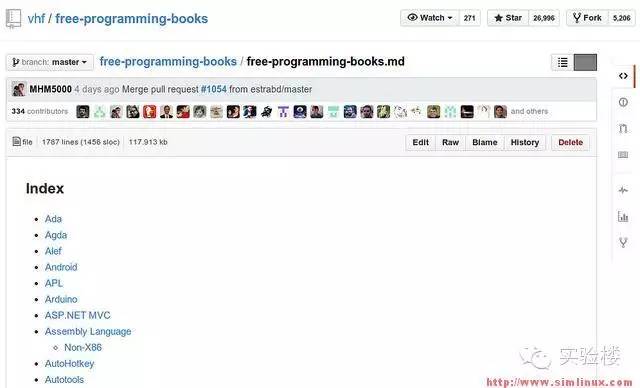 vhf / free-programming-books
Watch 271 Star 26,996 Fork 5,206
branch: master free-programming-books / free-programming-books.md
MHM5000 4 days ago Merge pull request #1054 from estrabd/master
334 contributors and others
file 1787 lines (1456 sloc) 117.913 kb Edit Raw Blame History Delete
Index
Ada
Agda
Alef
Android
APL
Arduino
ASP.NET MVC
Assembly Language
Non-X86
AutoHotkey
Autotools
实验楼
http://www.simlinux.com